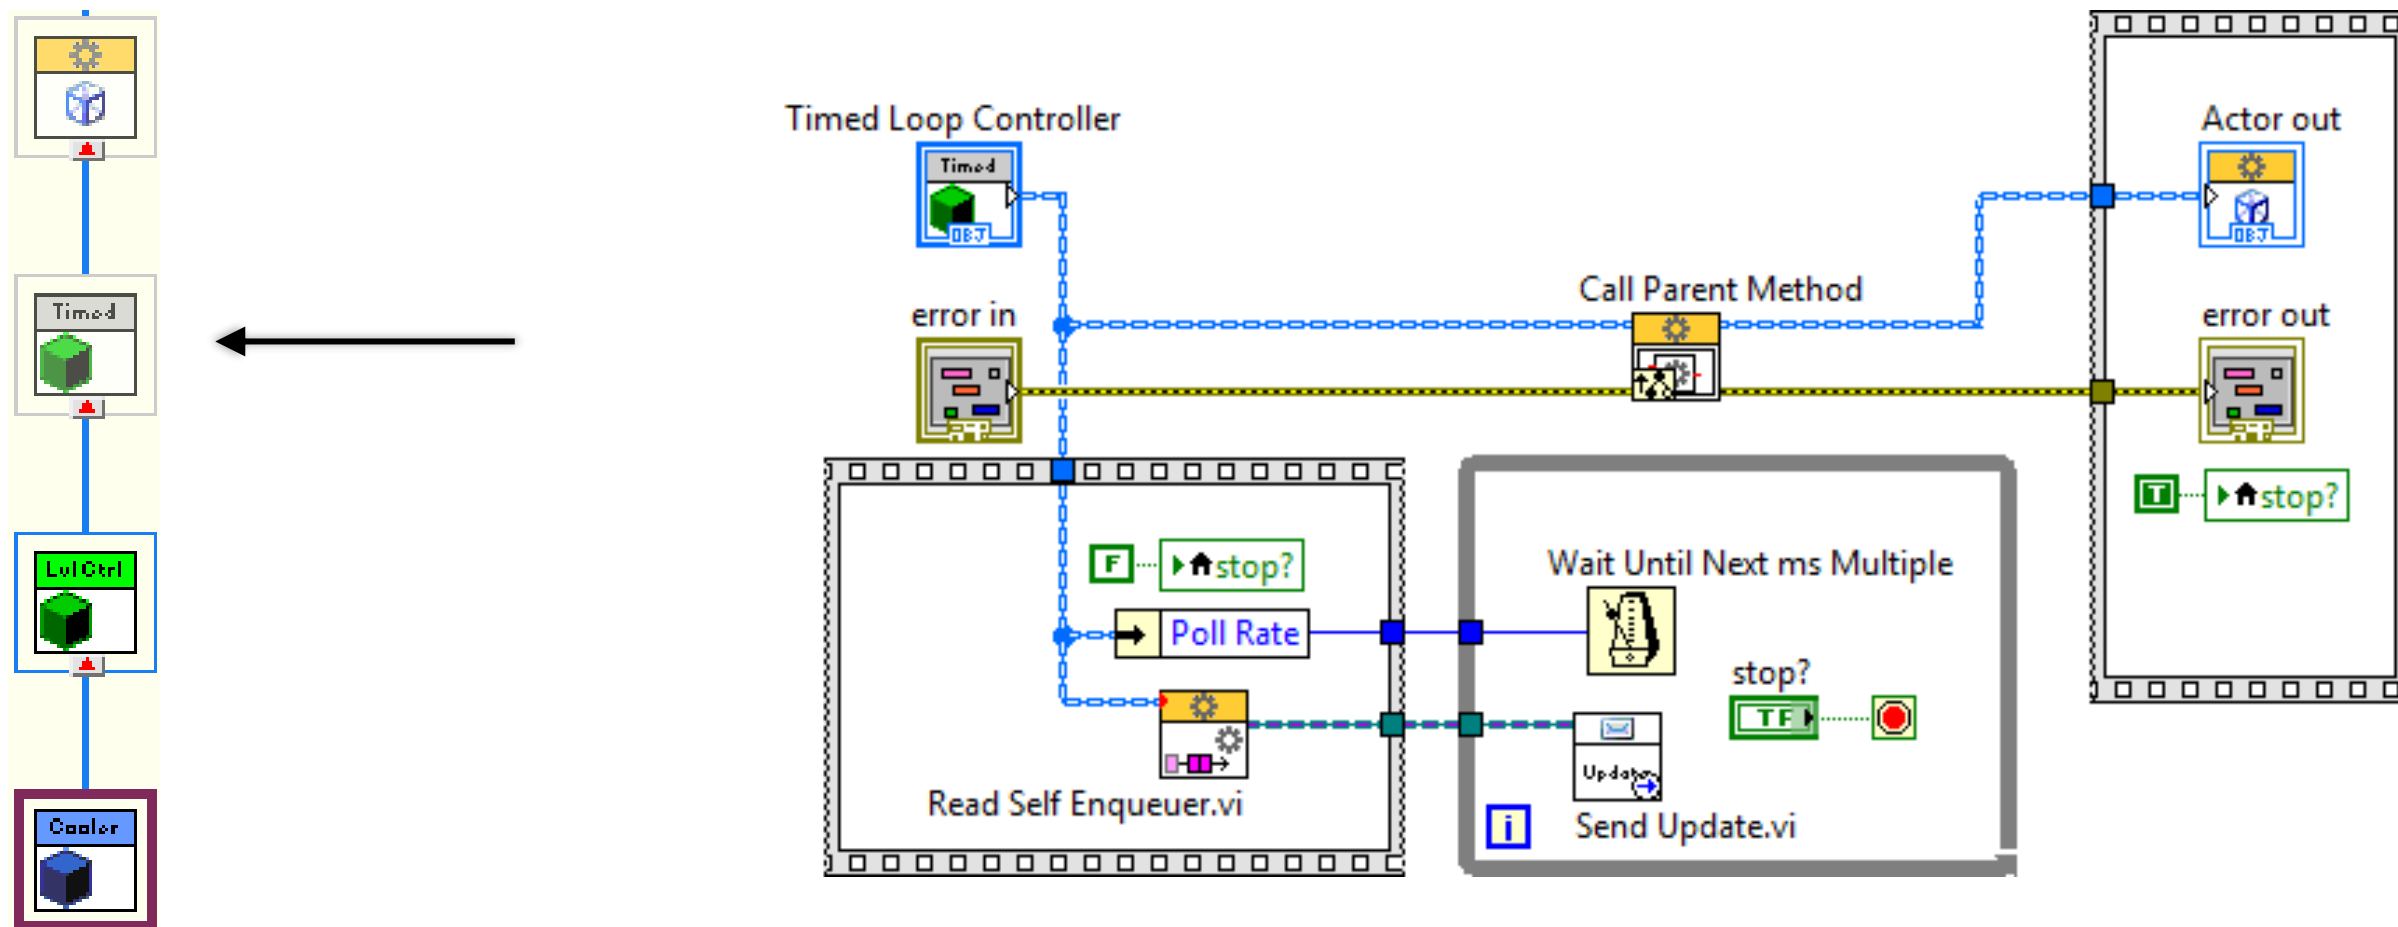 Timed
LvlCtrl
Cooler
Timed Loop Controller
Timed
OBJ
error in
Call Parent Method
Actor out
OBJ
error out
T
stop?
F
stop?
Poll Rate
Read Self Enqueuer.vi
Wait Until Next ms Multiple
stop?
TF
Update
i
Send Update.vi